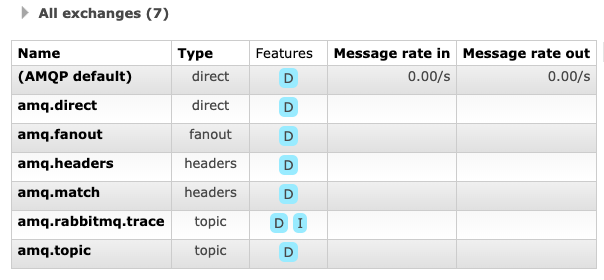 All exchanges (7)
Name Type Features Message rate in Message rate out
(AMQP default) direct D 0.00/s 0.00/s
amq.direct direct D
amq.fanout fanout D
amq.headers headers D
amq.match headers D
amq.rabbitmq.trace topic D I
amq.topic topic D